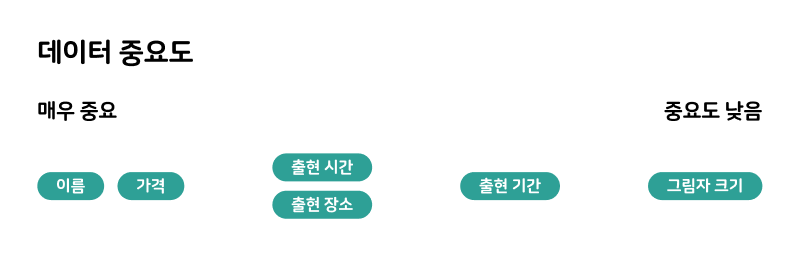 데이터 중요도
매우 중요
중요도 낮음
이름
가격
출현 시간
출현 장소
출현 기간
그림자 크기